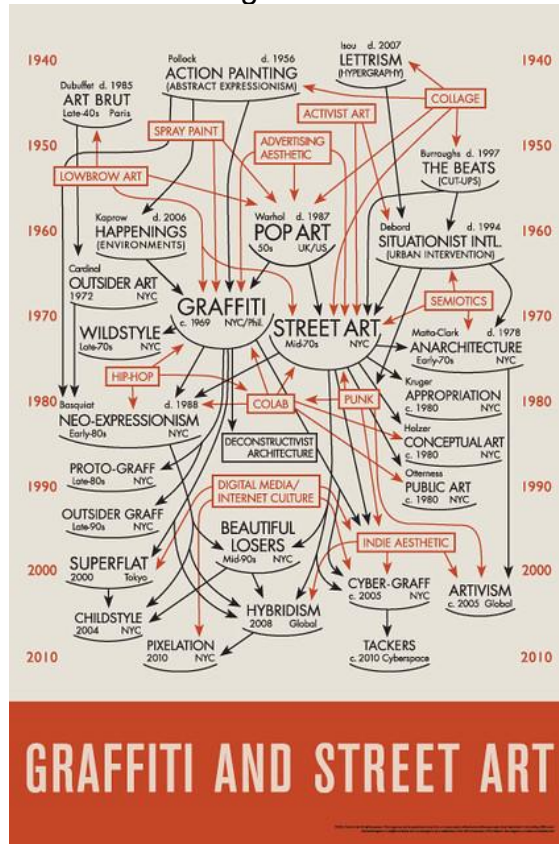 1940
Pollock d. 1956
ACTION PAINTING
(ABSTRACT EXPRESSIONISM)
Isou d. 2007
LETTRISM
(HYPERGRAPHY)
1940
Dubuffet d. 1985
ART BRUT
Late-40s Paris
COLLAGE
ACTIVIST ART
SPRAY PAINT
ADVERTISING
AESTHETIC
1950
1950
Burroughs d. 1997
THE BEATS
(CUT-UPS)
LOWBROW ART
Kaprow d. 2006
HAPPENINGS
(ENVIRONMENTS)
Warhol d. 1987
POP ART
50s UK/US
Debord d. 1994
SITUATIONIST INTL.
(URBAN INTERVENTION)
1960
1960
Cardinal
OUTSIDER ART
1972 NYC
GRAFFITI
c. 1969 NYC/Phil.
SEMIOTICS
1970
1970
WILDSTYLE
Late-70s NYC
STREET ART
Mid-70s NYC
Matta-Clark d. 1978
ANARCHITECTURE
Early-70s NYC
HIP-HOP
Kruger
APPROPRIATION
c. 1980 NYC
1980
1980
COLAB
PUNK
Basquiat d. 1988
NEO-EXPRESSIONISM
Early-80s NYC
Holzer
CONCEPTUAL ART
c. 1980 NYC
DECONSTRUCTIVIST
ARCHITECTURE
PROTO-GRAFF
Late-80s NYC
Otterness
PUBLIC ART
c. 1980 NYC
1990
1990
DIGITAL MEDIA/
INTERNET CULTURE
OUTSIDER GRAFF
Late-90s NYC
BEAUTIFUL
LOSERS
Mid-90s NYC
INDIE AESTHETIC
2000
2000
SUPERFLAT
2000 Tokyo
CYBER-GRAFF
c. 2005 NYC
ARTIVISM
c. 2005 Global
CHILDSTYLE
2004 NYC
HYBRIDISM
2008 Global
PIXELATION
2010 NYC
TACKERS
c. 2010 Cyberspace
2010
2010
GRAFFITI AND STREET ART